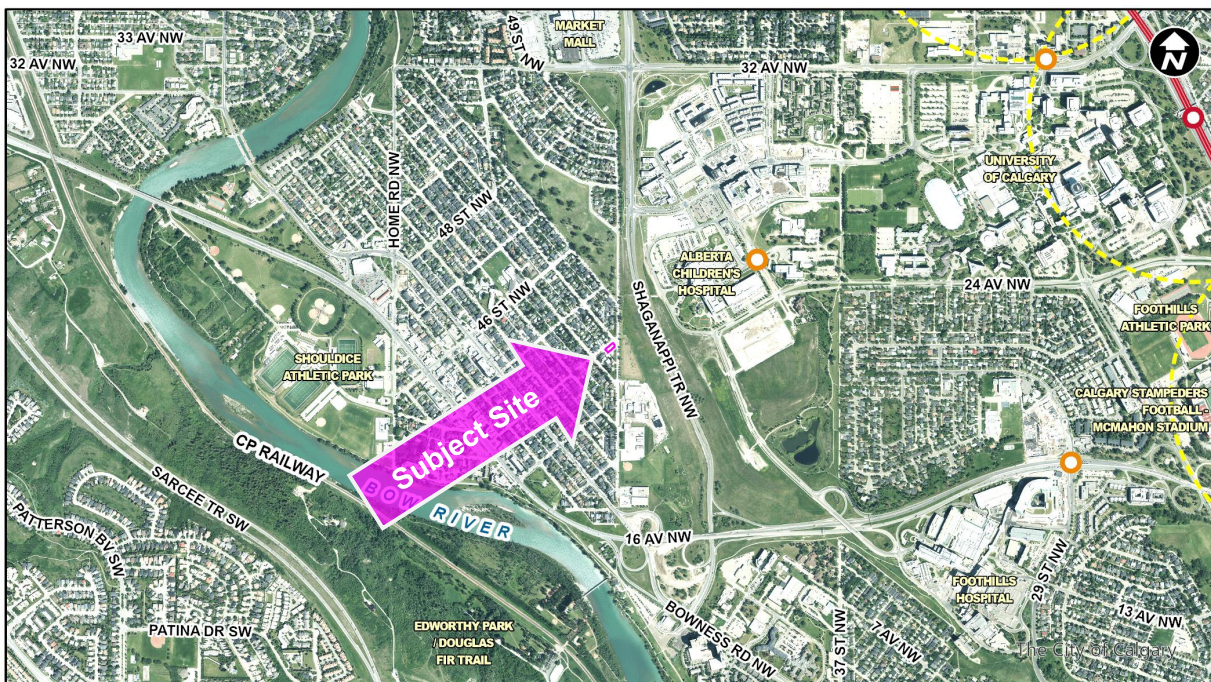 33 AV NW
32 AV NW
49 ST NW
MARKET
MALL
32 AV NW
N
HOME RD NW
48 ST NW
46 ST NW
UNIVERSITY
OF CALGARY
ALBERTA
CHILDREN'S
HOSPITAL
24 AV NW
SHAGANAPPI TR NW
FOOTHILLS
ATHLETIC PARK
SHOULDICE
ATHLETIC PARK
CALGARY STAMPEDERS
FOOTBALL -
MCMAHON STADIUM
Subject Site
CP RAILWAY
BOW RIVER
SARCEE TR SW
PATTERSON BV SW
16 AV NW
FOOTHILLS
HOSPITAL
29 ST NW
13 AV NW
BOWNESS RD NW
37 ST NW
7 AV NW
PATINA DR SW
EDWORTHY PARK
/ DOUGLAS
FIR TRAIL
The City of Calgary